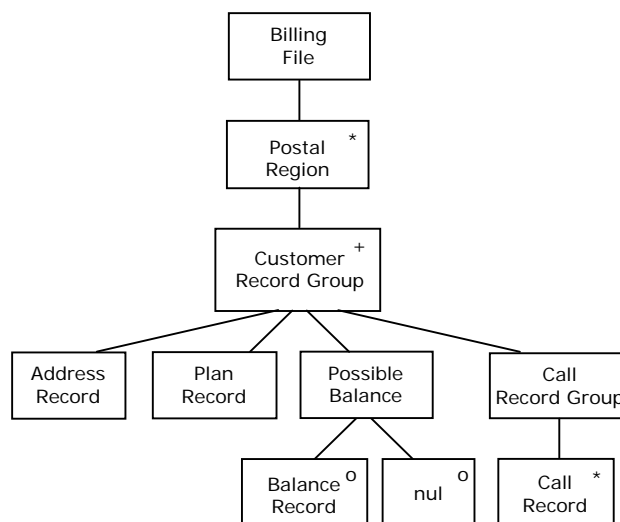 Billing
File
Postal *
Region
Customer +
Record Group
Address
Record
Plan
Record
Possible
Balance
Call
Record Group
Balance o
Record
nul o
Call *
Record